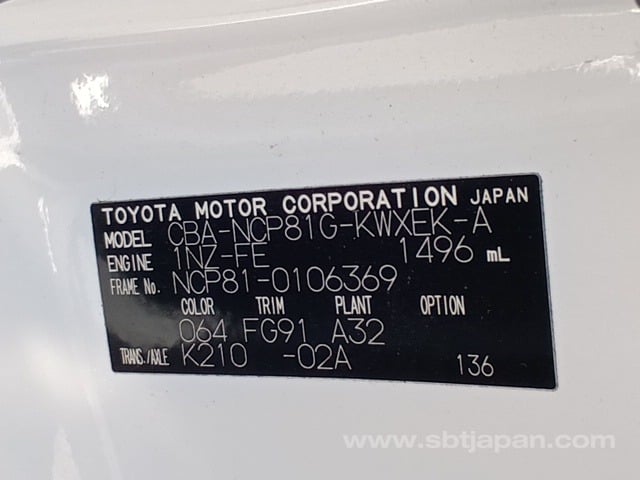 TOYOTA MOTOR CORPORATION JAPAN
MODEL CBA-NCP81G-KWXEK-A
ENGINE 1NZ-FE 1496 mL
FRAME No. NCP81-0106369
COLOR TRIM PLANT OPTION
064 FG91 A32
TRANS./AXLE K210 -02A 136
www.sbtjapan.com